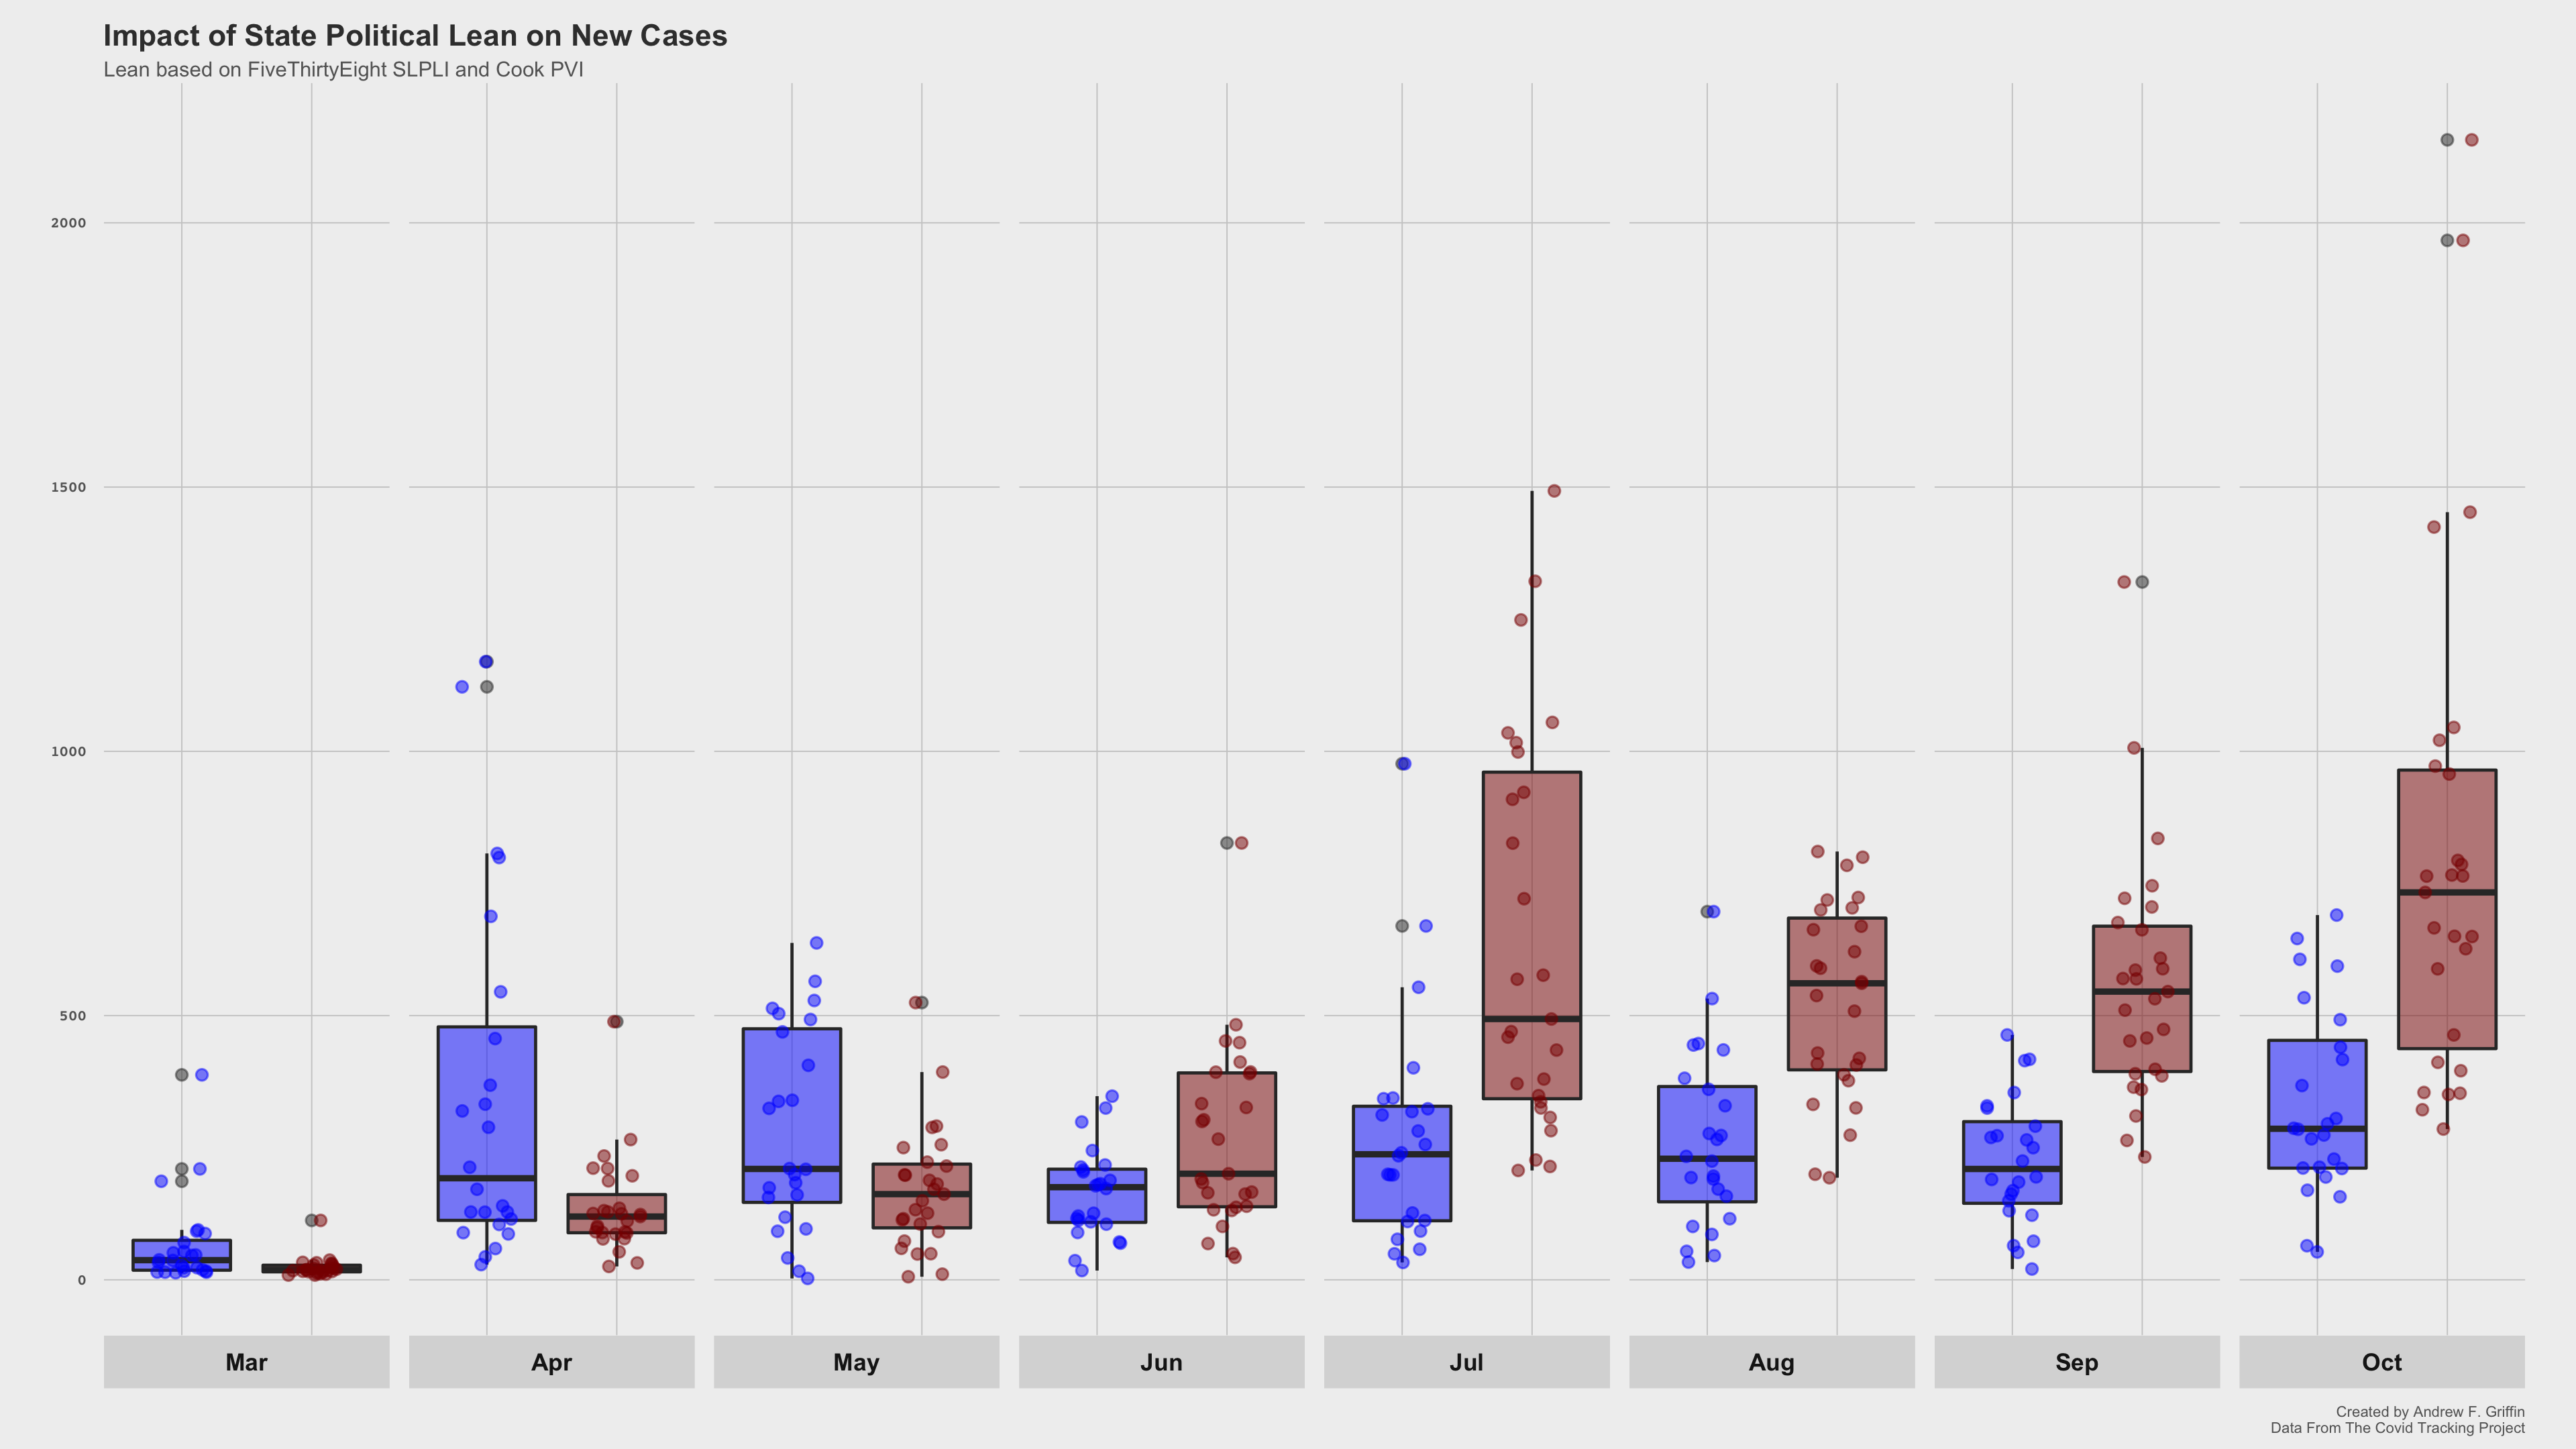 Impact of State Political Lean on New Cases
Lean based on FiveThirtyEight SLPLI and Cook PVI
2000
1500
1000
500
0
Mar
Apr
May
Jun
Jul
Aug
Sep
Oct
Created by Andrew F. Griffin
Data From The Covid Tracking Project